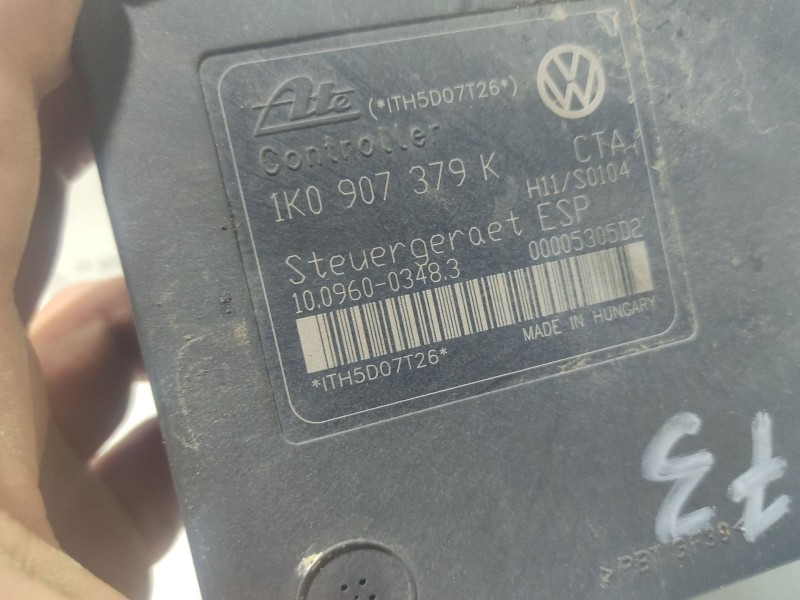 Ate (*ITH5D07T26*)
Controller CTA
1K0 907 379 K H11/S0104
Steuergeraet ESP
10.0960-0348.3 00005305D2
MADE IN HUNGARY
*ITH5D07T26*
73